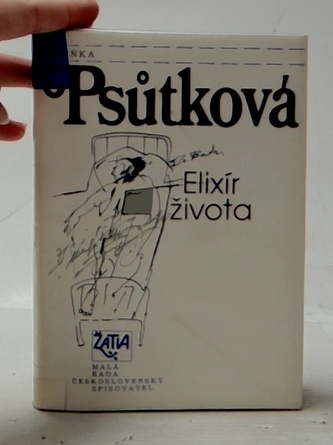 ŇKA
Psůtková
Elixír
života
ŽATVA
MALÁ
ŘADA
ČESKOSLOVENSKÝ
SPISOVATEL